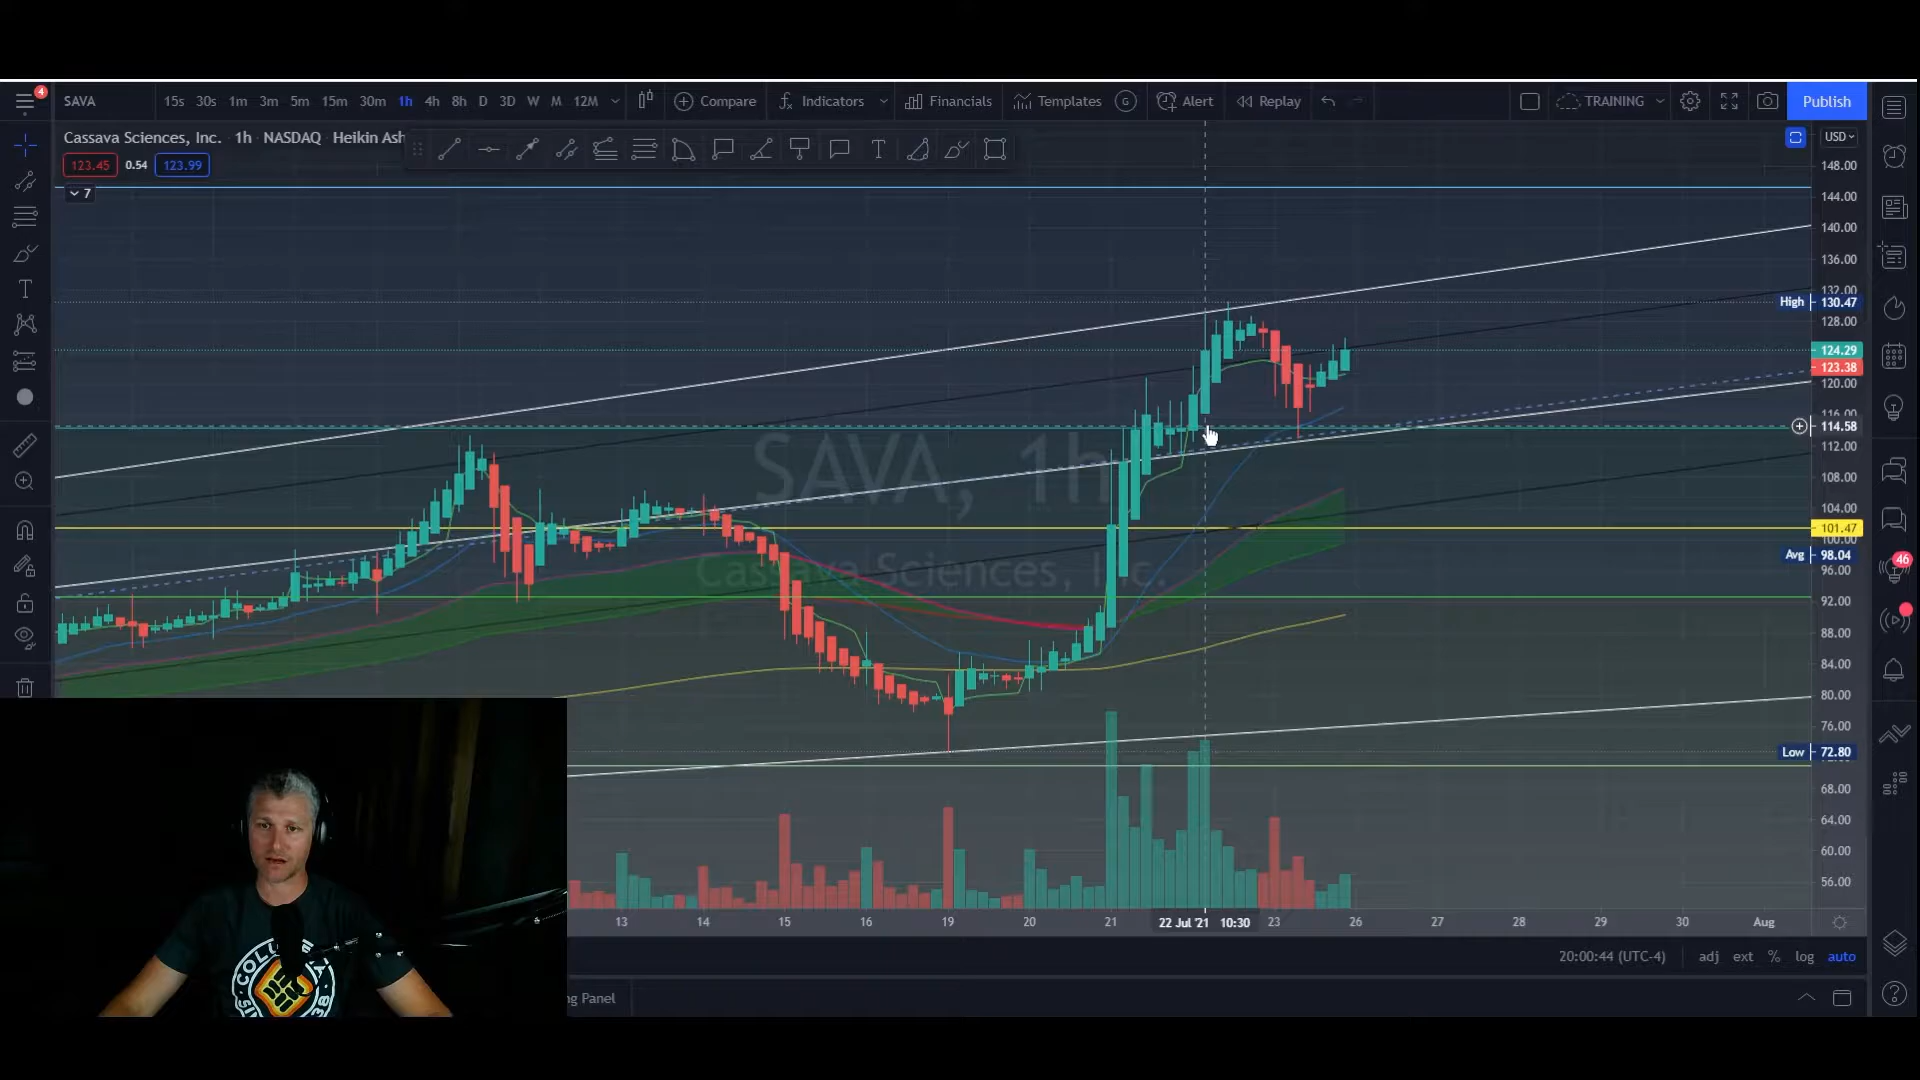 4
SAVA 15s 30s 1m 3m 5m 15m 30m 1h 4h 8h D 3D W M 12M Compare Indicators Financials Templates G Alert Replay TRAINING Publish
Cassava Sciences, Inc. · 1h · NASDAQ · Heikin Ash
USD
123.45 0.54 123.99
7
148.00
144.00
140.00
136.00
132.00
High 130.47
128.00
124.29
123.38
120.00
116.00
114.58
112.00
108.00
104.00
101.47
100.00
Avg 98.04
96.00
92.00
88.00
84.00
80.00
76.00
Low 72.80
68.00
64.00
60.00
56.00
SAVA, 1h
Cassava Sciences, Inc.
46
13 14 15 16 19 20 21 22 Jul '21 10:30 23 26 27 28 29 30 Aug
20:00:44 (UTC-4) adj ext % log auto
ng Panel